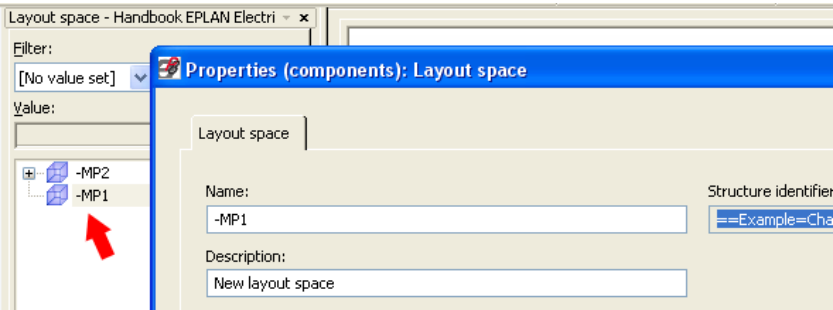 Layout space - Handbook EPLAN Electri
Filter:
[No value set]
Value:
-MP2
-MP1
Properties (components): Layout space
Layout space
Name:
Structure identifier
-MP1
==Example=Cha
Description:
New layout space